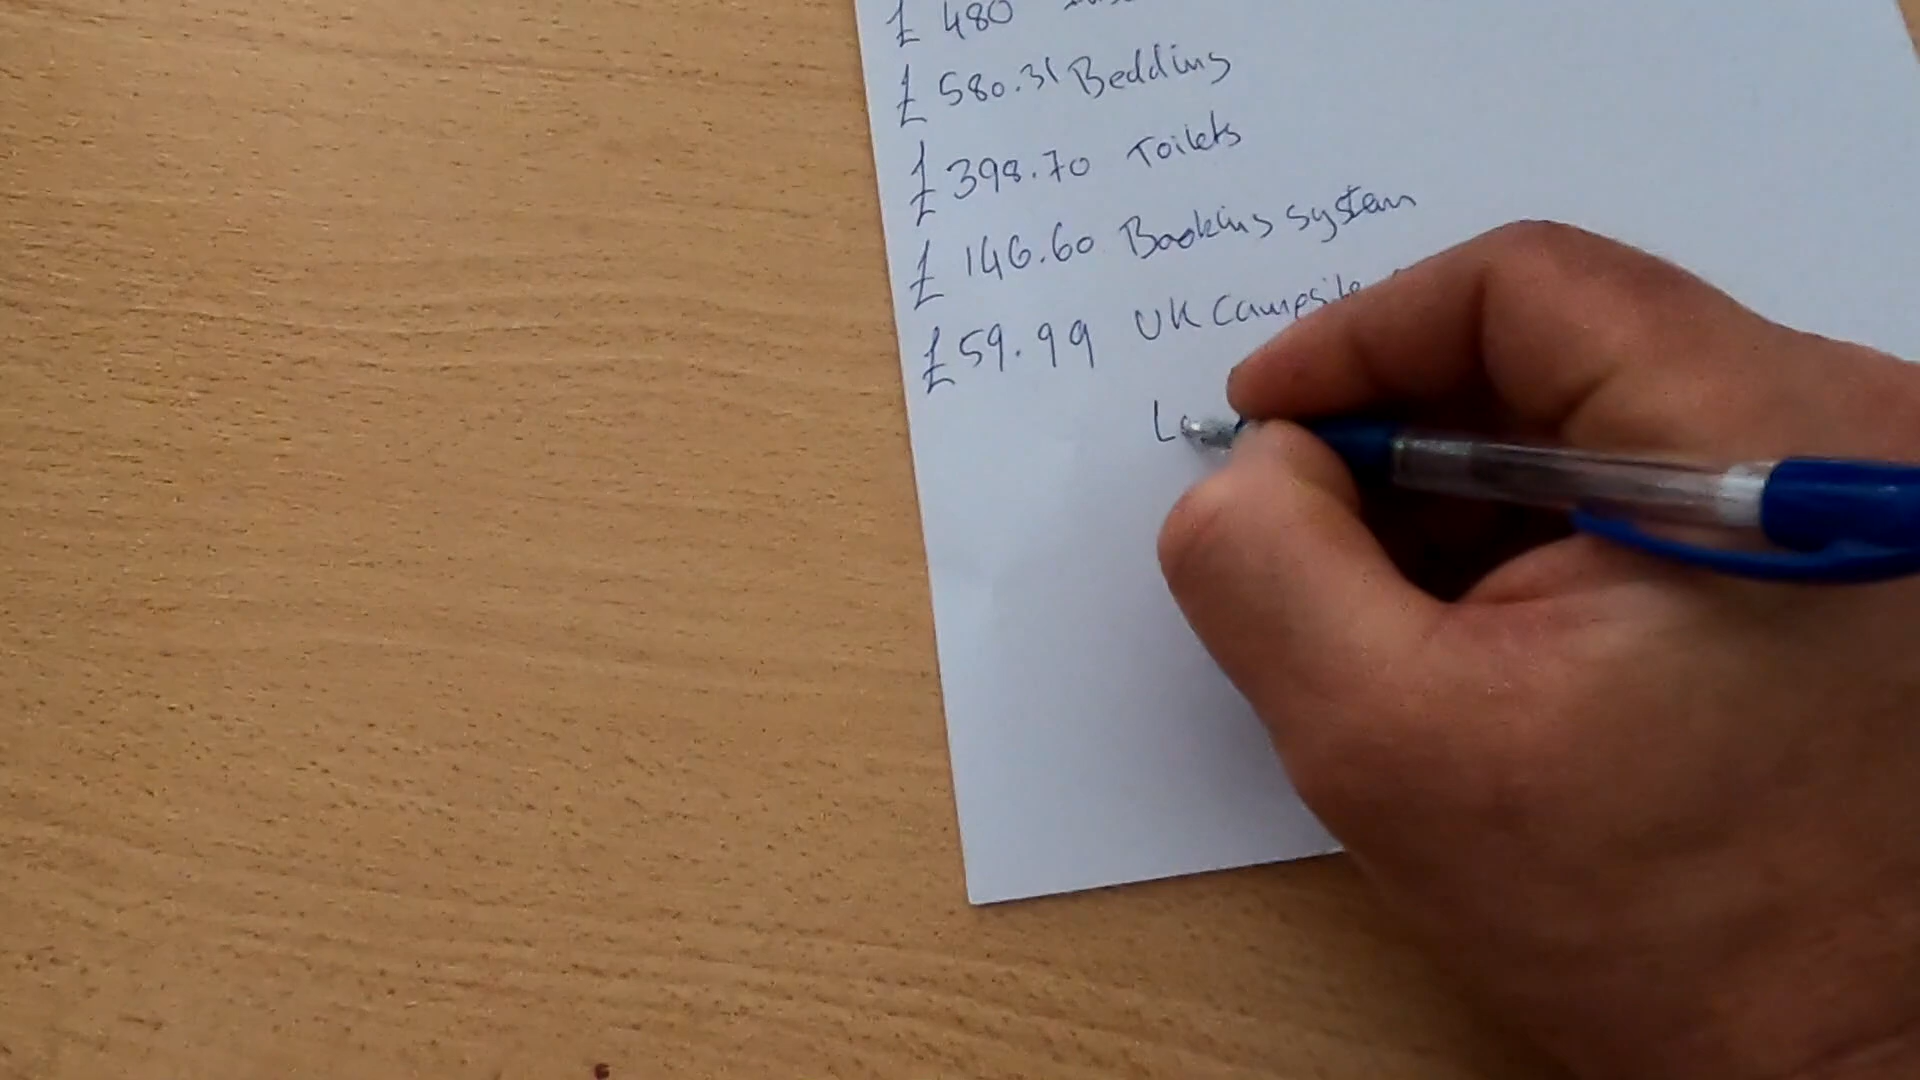 £ 480
£ 580.31 Bedding
£ 398.70 Toilets
£ 146.60 Booking system
£59.99 UK Campsite